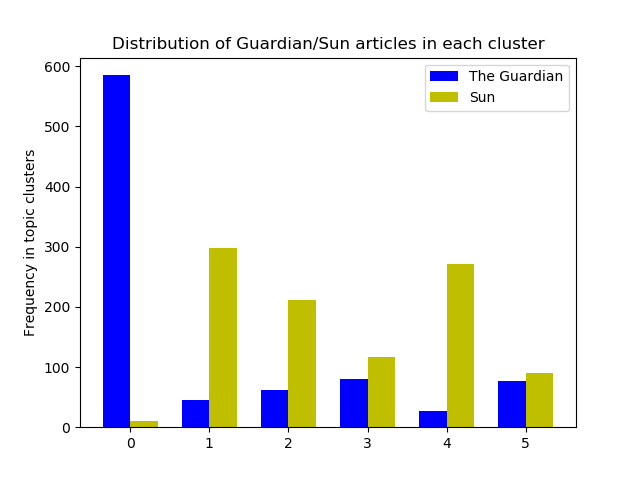 Distribution of Guardian/Sun articles in each cluster
The Guardian
Sun
Frequency in topic clusters
600
500
400
300
200
100
0
0 1 2 3 4 5